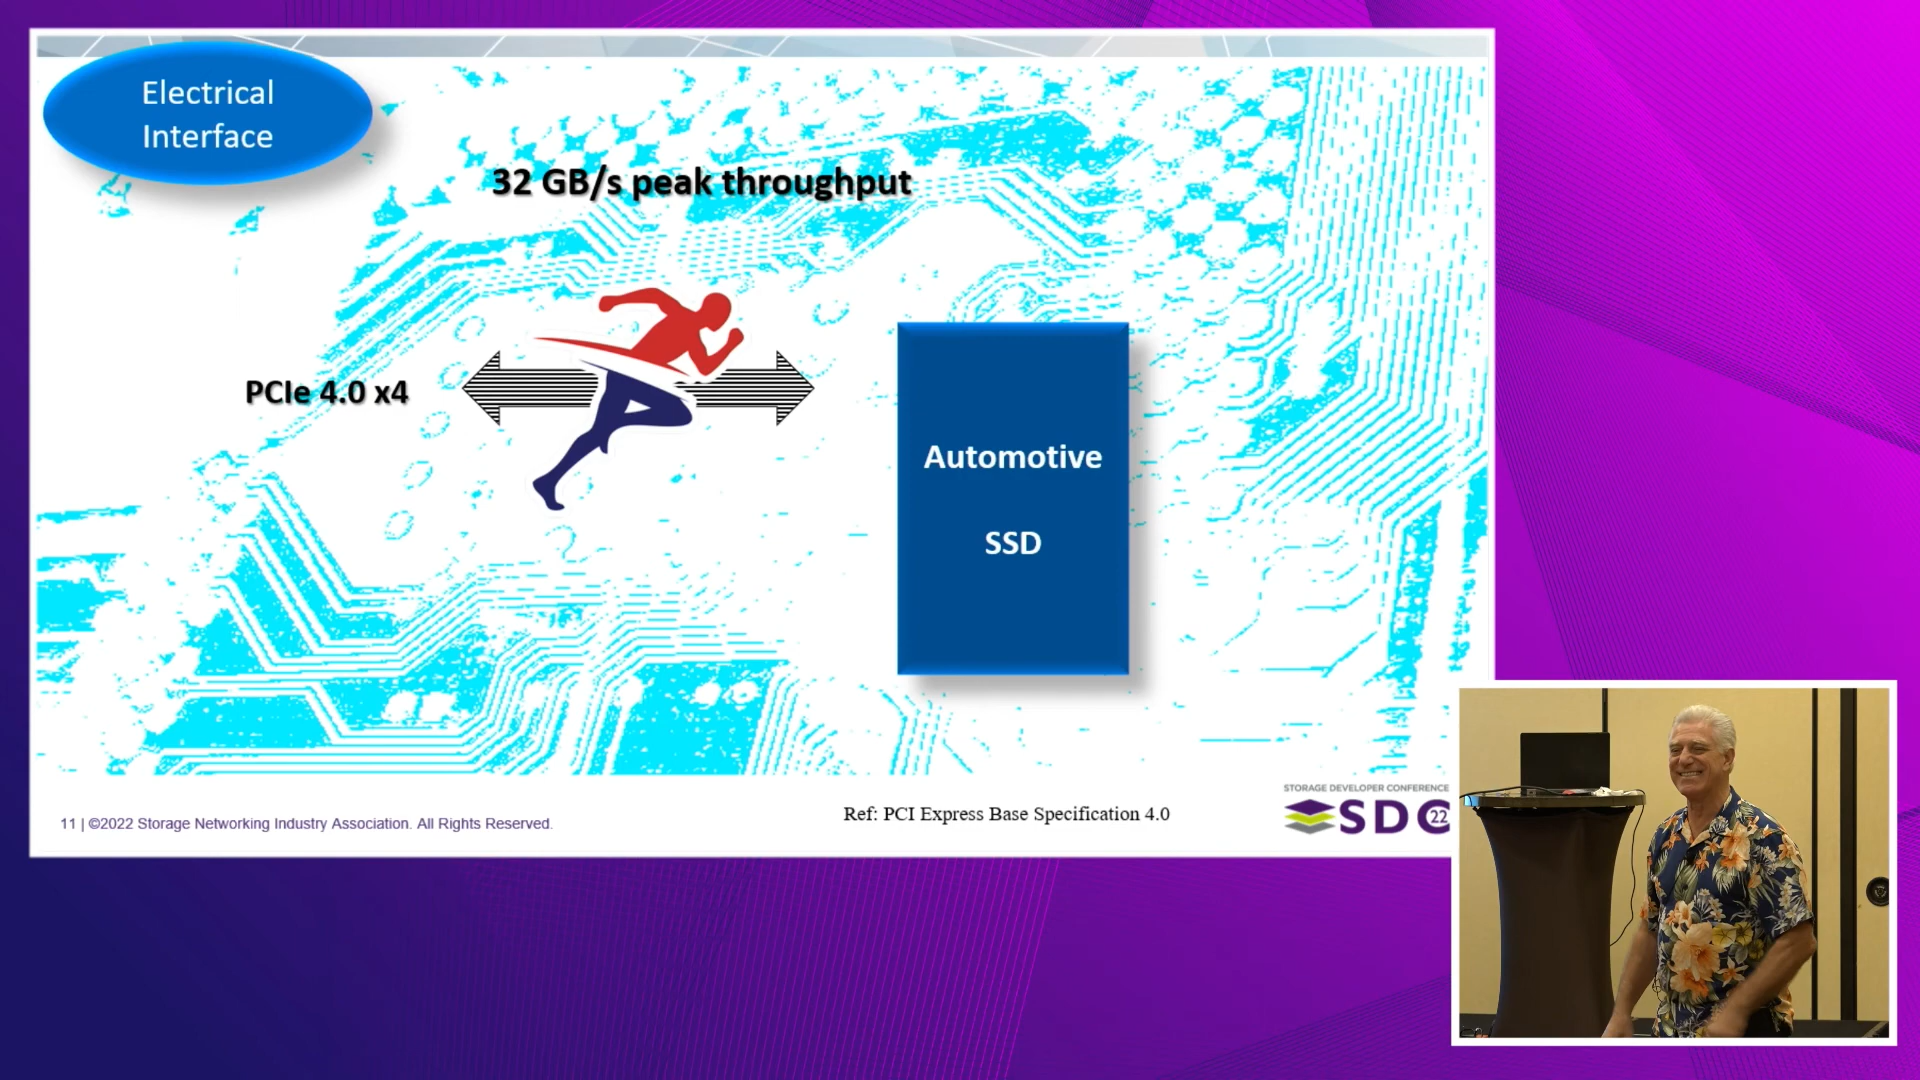 Electrical
Interface
32 GB/s peak throughput
PCIe 4.0 x4
Automotive
SSD
11 | ©2022 Storage Networking Industry Association. All Rights Reserved.
Ref: PCI Express Base Specification 4.0
STORAGE DEVELOPER CONFERENCE
SDC
22